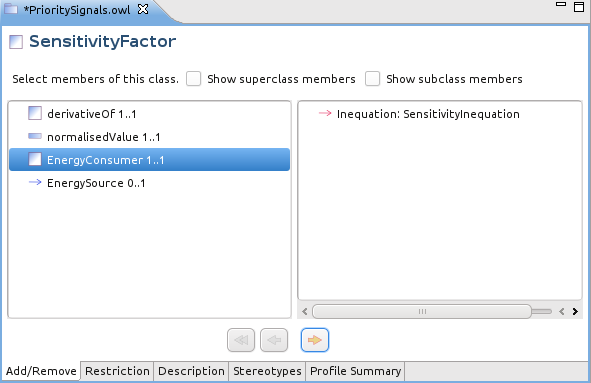 *PrioritySignals.owl
SensitivityFactor
Select members of this class. Show superclass members Show subclass members
derivativeOf 1..1
normalisedValue 1..1
EnergyConsumer 1..1
EnergySource 0..1
Inequation: SensitivityInequation
Add/Remove Restriction Description Stereotypes Profile Summary